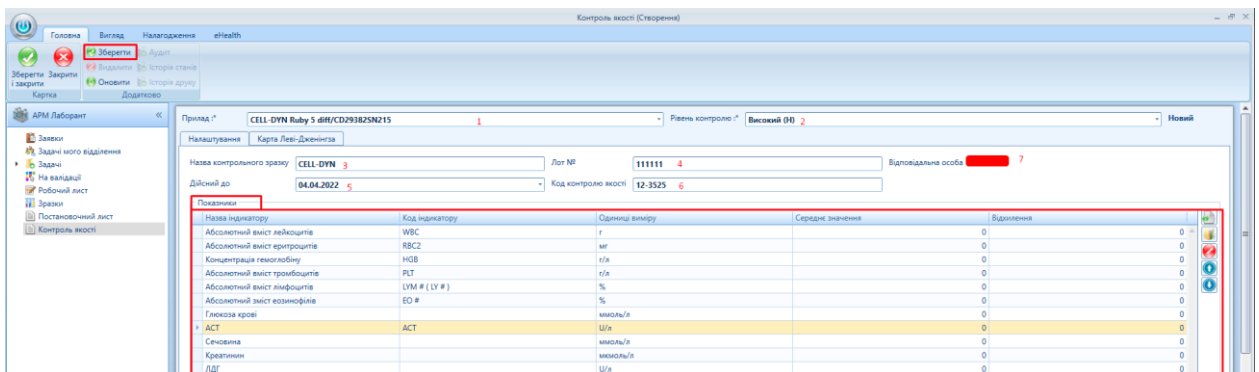 Контроль якості (Створення)
Головна Вигляд Налагодження eHealth
Зберегти і закрити
Закрити
Зберегти
Видалити
Оновити
Аудит
Історія станів
Історія друку
Картка Додатково
АРМ Лаборант «
Заявки
Задачі мого відділення
Задачі
На валідації
Робочий лист
Зразки
Постановочний лист
Контроль якості
Прилад :* CELL-DYN Ruby 5 diff/CD29382SN215 1 Рівень контролю :* Високий (H) 2 Новий
Налаштування Карта Леві-Дженінгза
Назва контрольного зразку CELL-DYN 3 Лот № 111111 4 Відповідальна особа 7
Дійсний до 04.04.2022 5 Код контролю якості 12-3525 6
Показники
Назва індикатору Код індикатору Одиниці виміру Середнє значення Відхилення
Абсолютний вміст лейкоцитів WBC г 0 0
Абсолютний вміст еритроцитів RBC2 мг 0 0
Концентрація гемоглобіну HGB г/л 0 0
Абсолютний вміст тромбоцитів PLT г/л 0 0
Абсолютний вміст лімфоцитів LYM # ( LY # ) % 0 0
Абсолютний зміст еозинофілів EO # % 0 0
Глюкоза крові ммоль/л 0 0
АСТ АСТ U/л 0 0
Сечовина ммоль/л 0 0
Креатинин мкмоль/л 0 0
ЛДГ U/л 0 0